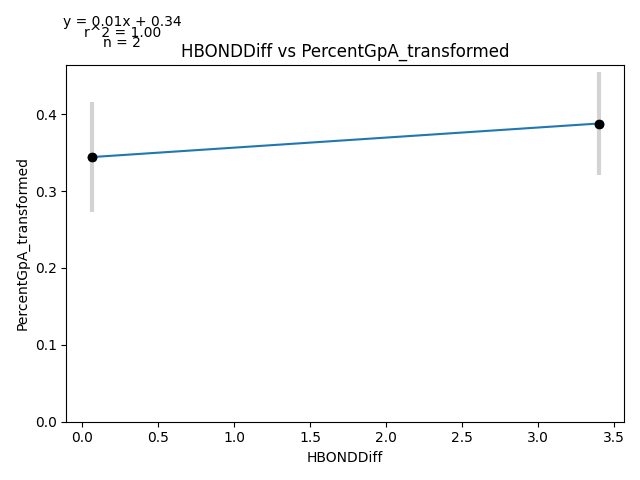 y = 0.01x + 0.34
r^2 = 1.00
n = 2
HBONDDiff vs PercentGpA_transformed
PercentGpA_transformed
0.4
0.3
0.2
0.1
0.0
0.0 0.5 1.0 1.5 2.0 2.5 3.0 3.5
HBONDDiff